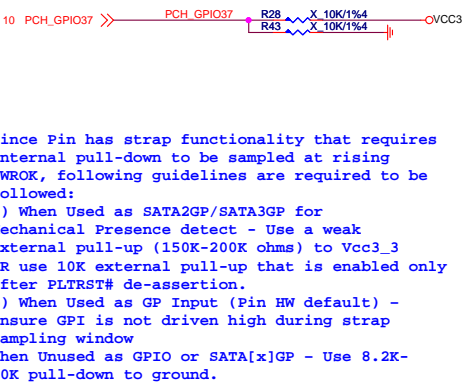 10 PCH_GPIO37 PCH_GPIO37 R28 X_10K/1%4 VCC3
R43 X_10K/1%4
ince Pin has strap functionality that requires
nternal pull-down to be sampled at rising
WROK, following guidelines are required to be
ollowed:
) When Used as SATA2GP/SATA3GP for
echanical Presence detect - Use a weak
xternal pull-up (150K-200K ohms) to Vcc3_3
R use 10K external pull-up that is enabled only
fter PLTRST# de-assertion.
) When Used as GP Input (Pin HW default) –
nsure GPI is not driven high during strap
ampling window
hen Unused as GPIO or SATA[x]GP – Use 8.2K-
0K pull-down to ground.